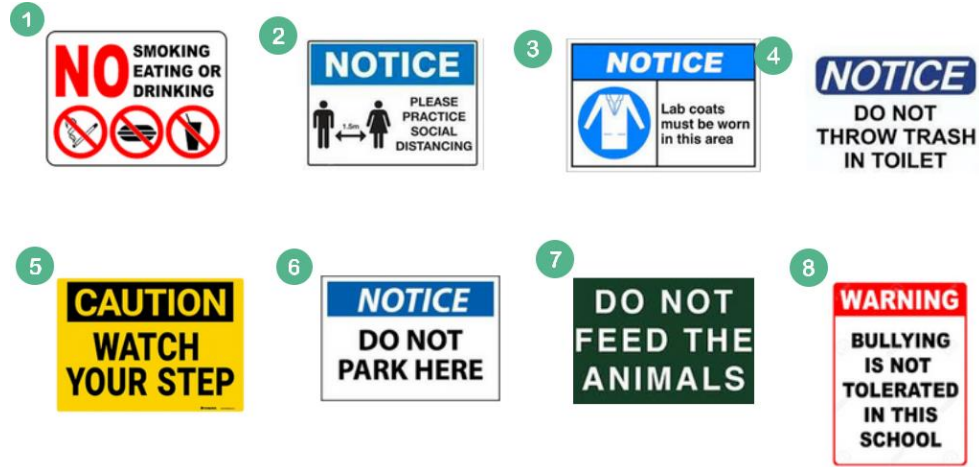 1
NO SMOKING
EATING OR
DRINKING
2
NOTICE
1.5m
PLEASE
PRACTICE
SOCIAL
DISTANCING
3
NOTICE
Lab coats
must be worn
in this area
4
NOTICE
DO NOT
THROW TRASH
IN TOILET
5
CAUTION
WATCH
YOUR STEP
6
NOTICE
DO NOT
PARK HERE
7
DO NOT
FEED THE
ANIMALS
8
WARNING
BULLYING
IS NOT
TOLERATED
IN THIS
SCHOOL